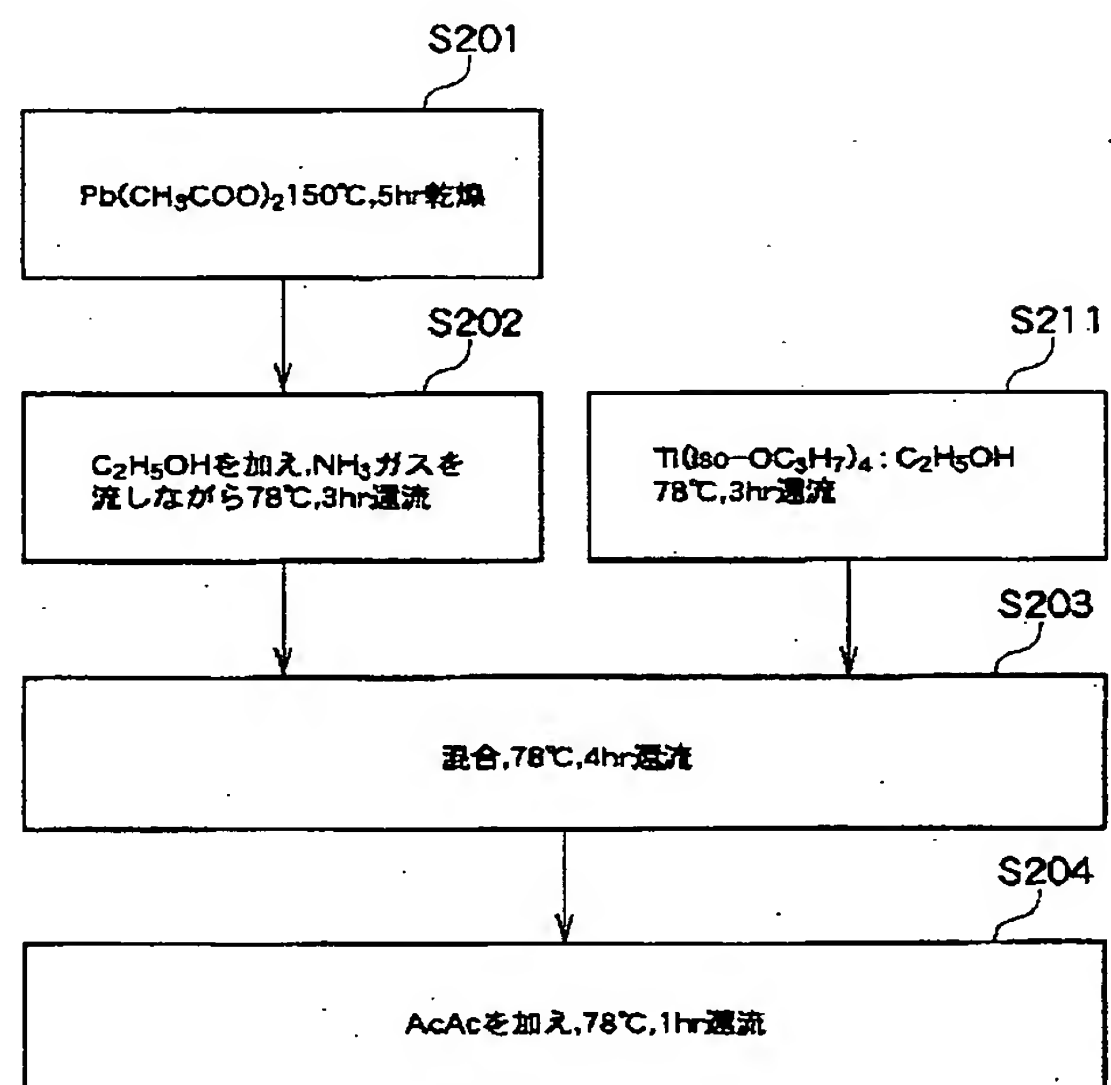 S201
Pb(CH₃COO)₂150℃,5hr乾燥
S202
C₂H₅OHを加え,NH₃ガスを
流しながら78℃,3hr還流
S211
Ti(iso-OC₃H₇)₄:C₂H₅OH
78℃,3hr還流
S203
混合,78℃,4hr還流
S204
AcAcを加え,78℃,1hr還流